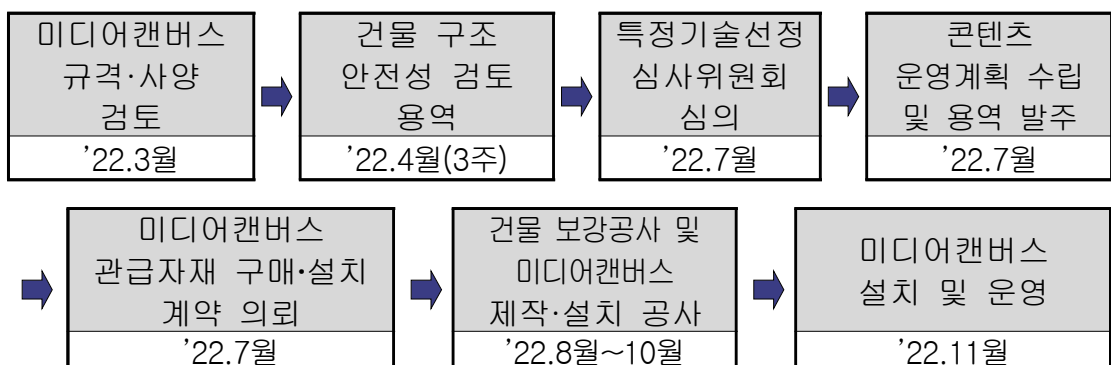 미디어캔버스
규격·사양
검토
'22.3월
건물 구조
안전성 검토
용역
'22.4월(3주)
특정기술선정
심사위원회
심의
'22.7월
콘텐츠
운영계획 수립
및 용역 발주
'22.7월
미디어캔버스
관급자재 구매·설치
계약 의뢰
'22.7월
건물 보강공사 및
미디어캔버스
제작·설치 공사
'22.8월~10월
미디어캔버스
설치 및 운영
'22.11월